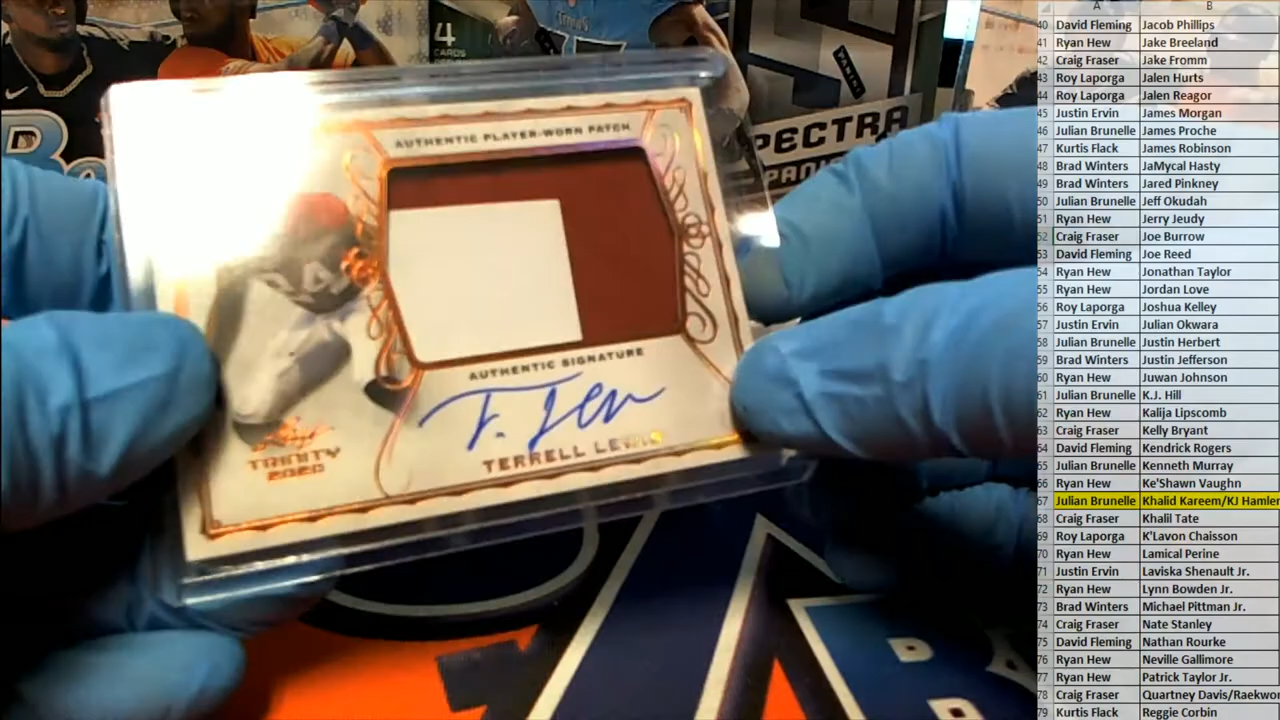 4
CARDS
SPECTRA
PANINI
AUTHENTIC PLAYER-WORN PATCH
24
AUTHENTIC SIGNATURE
TERRELL LEWIS
LEAF
TRINITY
2020
A B
40 David Fleming Jacob Phillips
41 Ryan Hew Jake Breeland
42 Craig Fraser Jake Fromm
43 Roy Laporga Jalen Hurts
44 Roy Laporga Jalen Reagor
45 Justin Ervin James Morgan
46 Julian Brunelle James Proche
47 Kurtis Flack James Robinson
48 Brad Winters JaMycal Hasty
49 Brad Winters Jared Pinkney
50 Julian Brunelle Jeff Okudah
51 Ryan Hew Jerry Jeudy
52 Craig Fraser Joe Burrow
53 David Fleming Joe Reed
54 Ryan Hew Jonathan Taylor
55 Ryan Hew Jordan Love
56 Roy Laporga Joshua Kelley
57 Justin Ervin Julian Okwara
58 Julian Brunelle Justin Herbert
59 Brad Winters Justin Jefferson
60 Ryan Hew Juwan Johnson
61 Julian Brunelle K.J. Hill
62 Ryan Hew Kalija Lipscomb
63 Craig Fraser Kelly Bryant
64 David Fleming Kendrick Rogers
65 Julian Brunelle Kenneth Murray
66 Ryan Hew Ke'Shawn Vaughn
67 Julian Brunelle Khalid Kareem/KJ Hamler
68 Craig Fraser Khalil Tate
69 Roy Laporga K'Lavon Chaisson
70 Ryan Hew Lamical Perine
71 Justin Ervin Laviska Shenault Jr.
72 Ryan Hew Lynn Bowden Jr.
73 Brad Winters Michael Pittman Jr.
74 Craig Fraser Nate Stanley
75 David Fleming Nathan Rourke
76 Ryan Hew Neville Gallimore
77 Ryan Hew Patrick Taylor Jr.
78 Craig Fraser Quartney Davis/Raekwo
79 Kurtis Flack Reggie Corbin